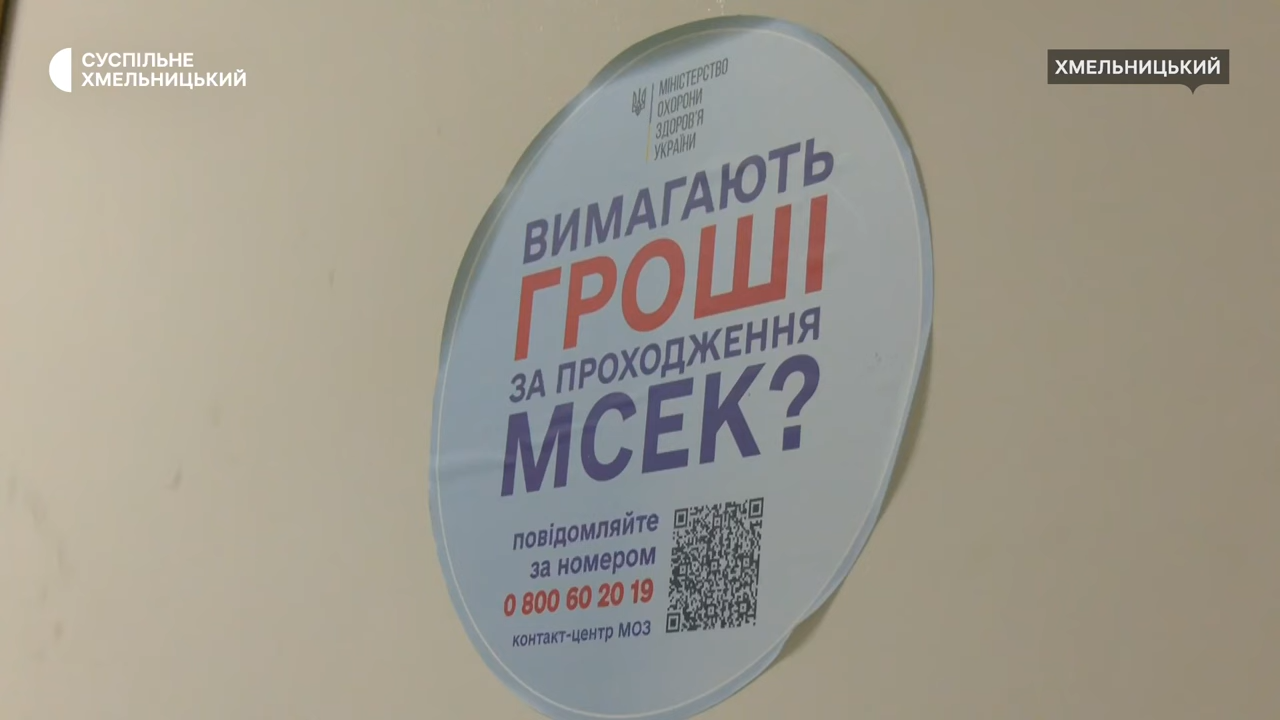 СУСПІЛЬНЕ
ХМЕЛЬНИЦЬКИЙ
ХМЕЛЬНИЦЬКИЙ
МІНІСТЕРСТВО
ОХОРОНИ
ЗДОРОВ'Я
УКРАЇНИ
ВИМАГАЮТЬ
ГРОШІ
ЗА ПРОХОДЖЕННЯ
МСЕК?
повідомляйте
за номером
0 800 60 20 19
контакт-центр МОЗ